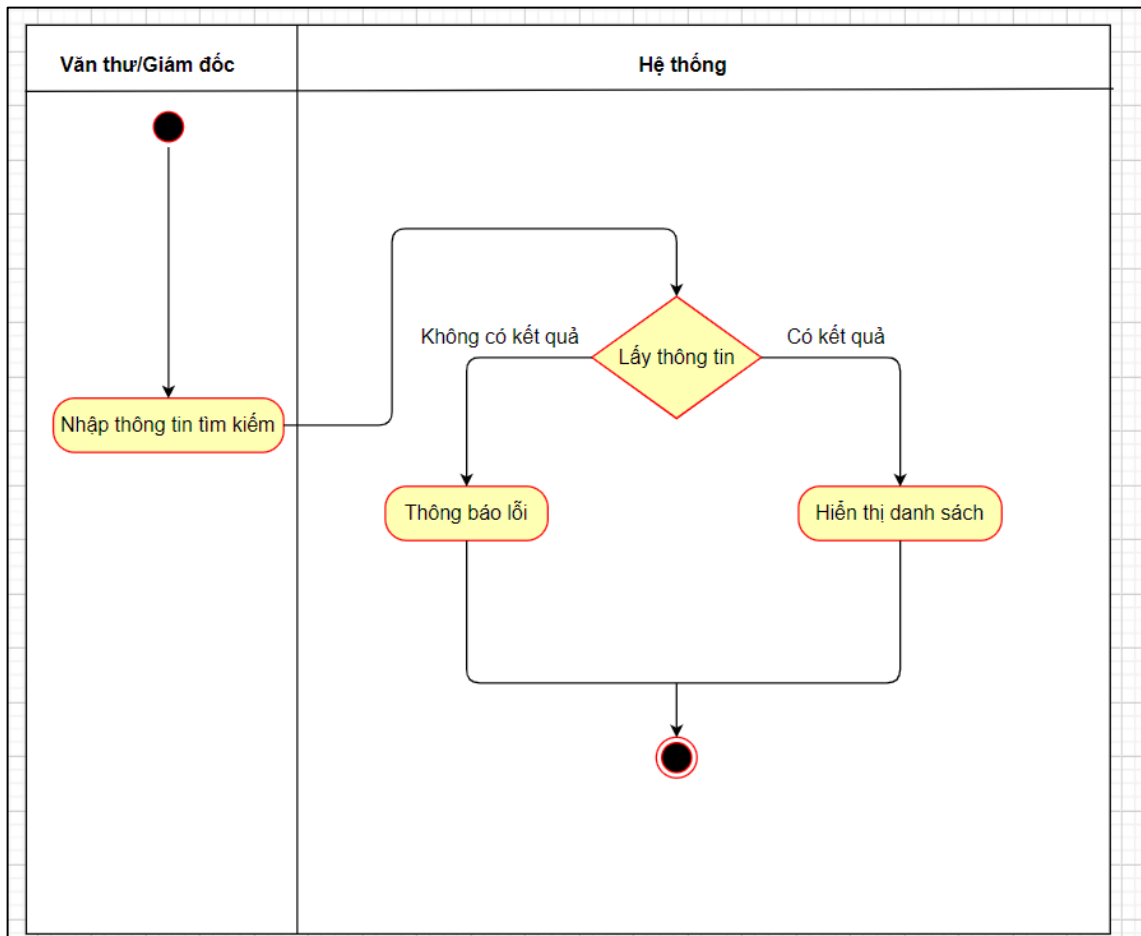 Văn thư/Giám đốc
Hệ thống
Không có kết quả
Có kết quả
Lấy thông tin
Nhập thông tin tìm kiếm
Thông báo lỗi
Hiển thị danh sách